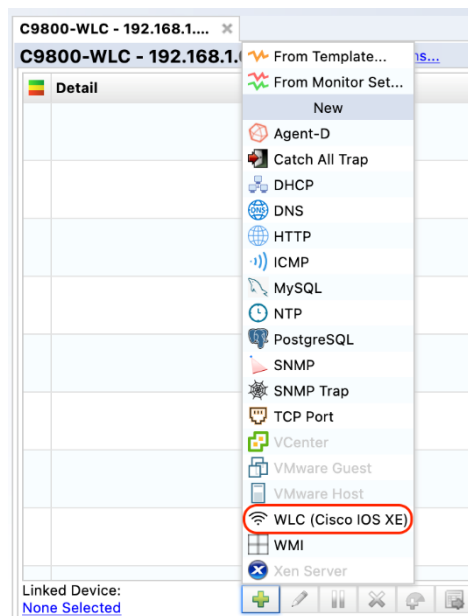 C9800-WLC - 192.168.1....
C9800-WLC - 192.168.1.
Detail
From Template...
From Monitor Set...
New
Agent-D
Catch All Trap
DHCP
DNS
HTTP
ICMP
MySQL
NTP
PostgreSQL
SNMP
SNMP Trap
TCP Port
VCenter
VMware Guest
VMware Host
WLC (Cisco IOS XE)
WMI
Xen Server
Linked Device:
None Selected